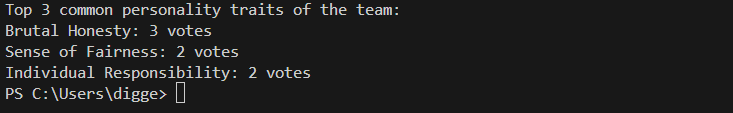 Top 3 common personality traits of the team:
Brutal Honesty: 3 votes
Sense of Fairness: 2 votes
Individual Responsibility: 2 votes
PS C:\Users\digge>